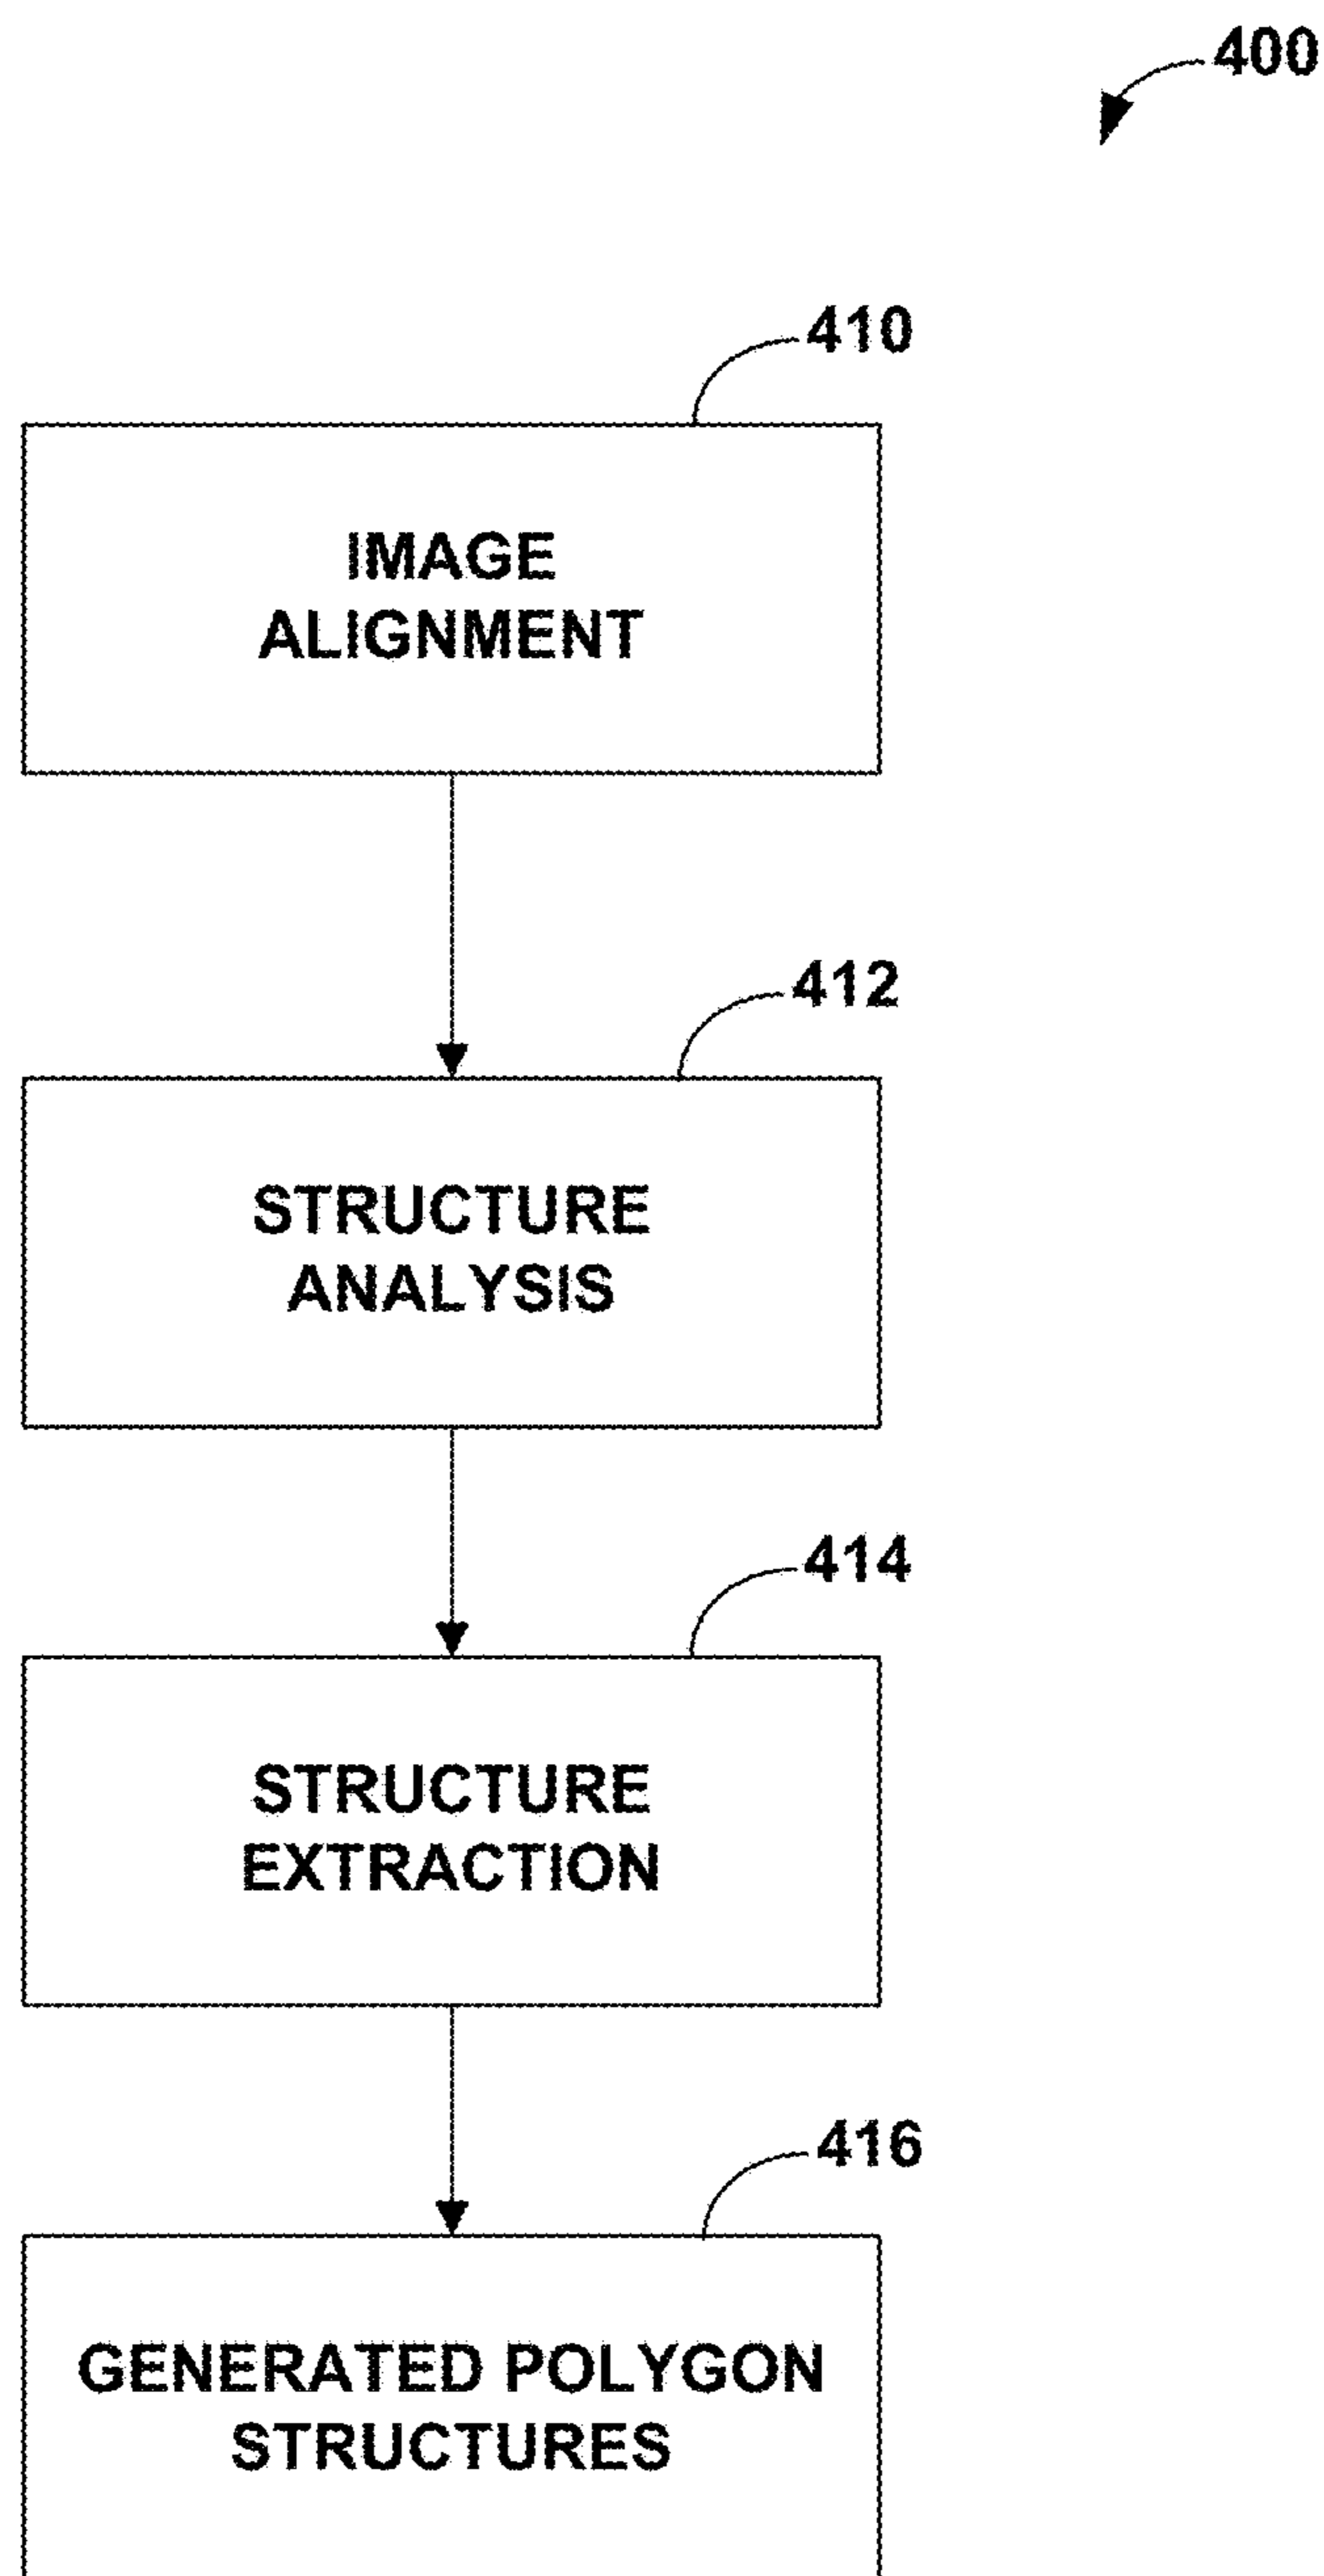 400
410
IMAGE
ALIGNMENT
412
STRUCTURE
ANALYSIS
414
STRUCTURE
EXTRACTION
416
GENERATED POLYGON
STRUCTURES